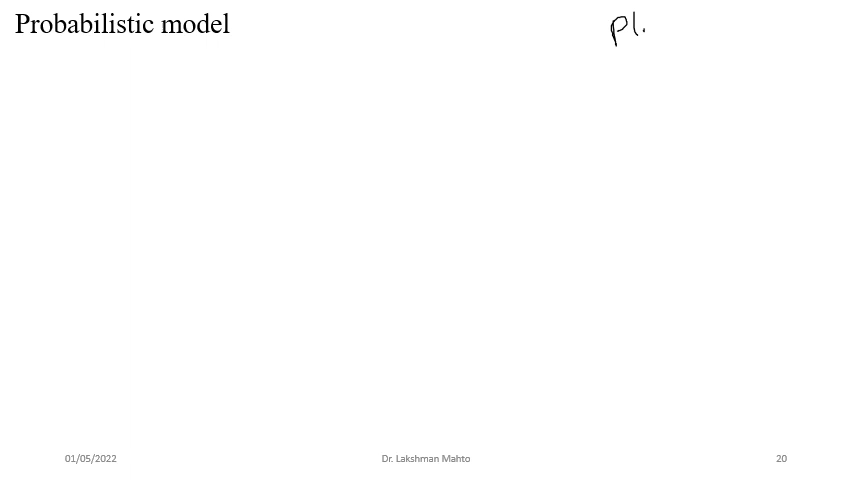 Probabilistic model
Pl.
01/05/2022
Dr. Lakshman Mahto
20